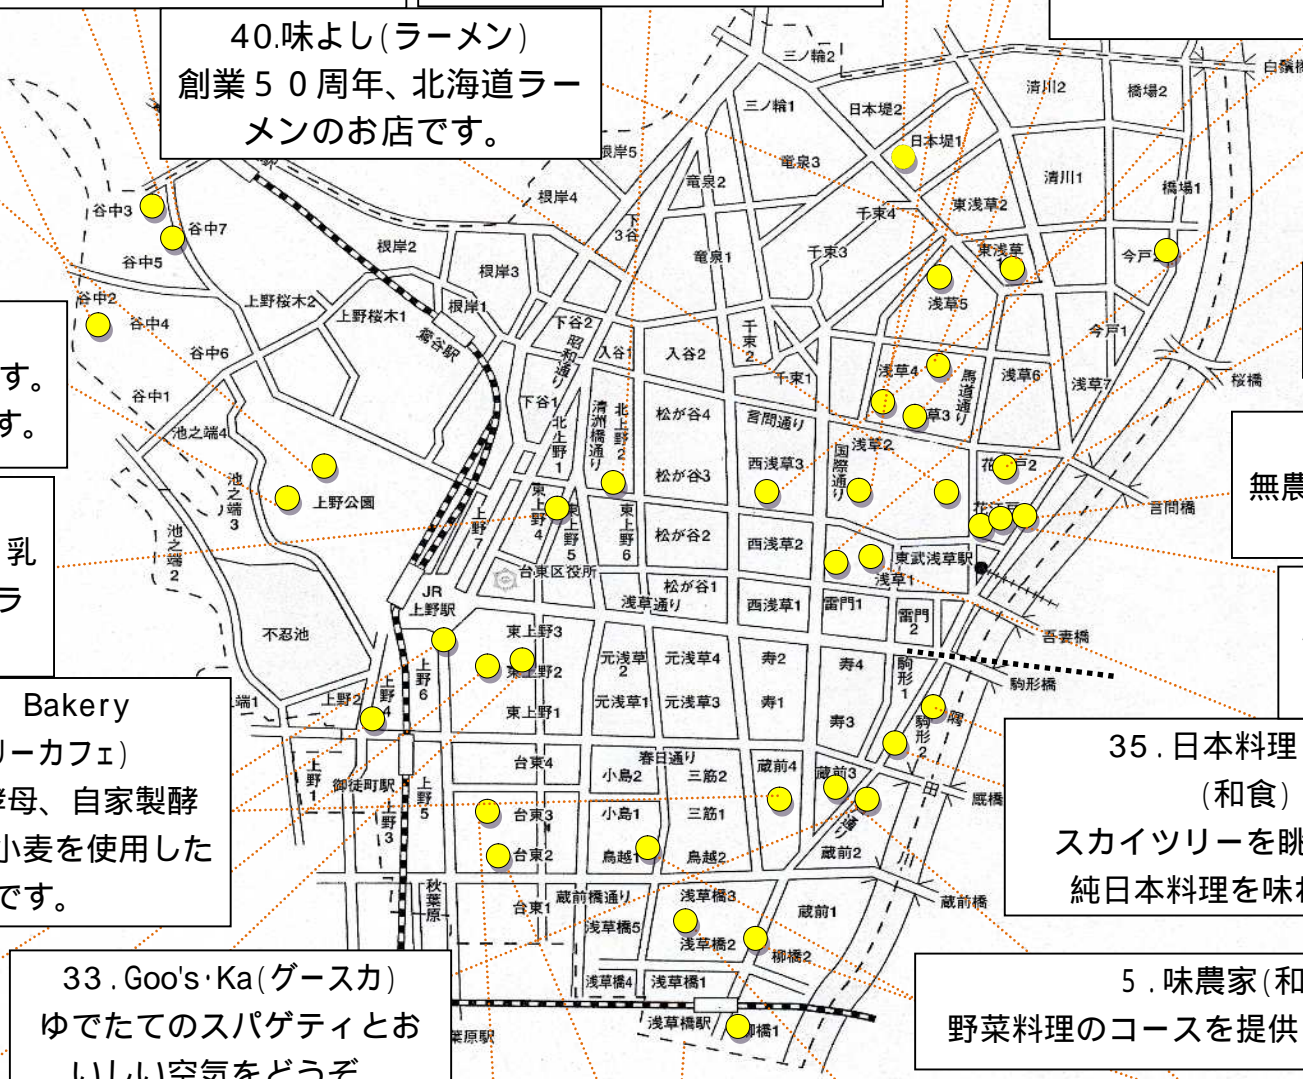 40.味よし(ラーメン)
創業５０周年、北海道ラー
メンのお店です。
す。
す。
乳
ラ
Bakery
リーカフェ)
酵母、自家製酵
小麦を使用した
です。
33.Goo's・Ka(グースカ)
ゆでたてのスパゲティとお
いしい空気をどうぞ
無農
35.日本料理
(和食)
スカイツリーを眺
純日本料理を味わ
5.味農家(和
野菜料理のコースを提供
三ノ輪2
三ノ輪1
日本堤2
日本堤1
清川2
橋場2
清川1
橋場1
根岸5
根岸4
竜泉2
竜泉3
千束4
東浅草2
谷中3
谷中7
谷中5
根岸2
根岸3
下谷3
竜泉1
千束3
東浅草1
浅草5
谷中2
谷中4
上野桜木2
上野桜木1
根岸1
鶯谷駅
下谷2
昭和通り
入谷1
入谷2
千束2
千束1
浅草4
馬道通り
浅草6
今戸1
浅草7
桜橋
谷中6
谷中1
池之端4
池之端3
池之端2
上野公園
下谷1
北上野1
清洲橋通り
北上野2
松が谷4
言問通り
松が谷3
西浅草3
国際通り
浅草2
言問橋
上野7
東上野4
東上野5
東上野6
松が谷2
西浅草2
東武浅草駅
浅草1
台東区役所
松が谷1
浅草通り
西浅草1
雷門1
雷門2
吾妻橋
JR
上野駅
不忍池
東上野3
東上野2
東上野1
上野6
元浅草2
元浅草4
寿2
寿4
駒形1
駒形橋
元浅草1
元浅草3
寿1
寿3
駒形2
隅
田
川
端1
上野2
上野4
上野1
御徒町駅
上野3
上野5
台東4
春日通り
小島2
三筋2
蔵前4
蔵前3
厩橋
台東3
小島1
三筋1
台東2
鳥越1
鳥越2
蔵前2
秋葉原
台東1
蔵前橋通り
浅草橋3
蔵前1
蔵前橋
浅草橋5
浅草橋2
柳橋2
浅草橋4
浅草橋1
浅草橋駅
葉原駅